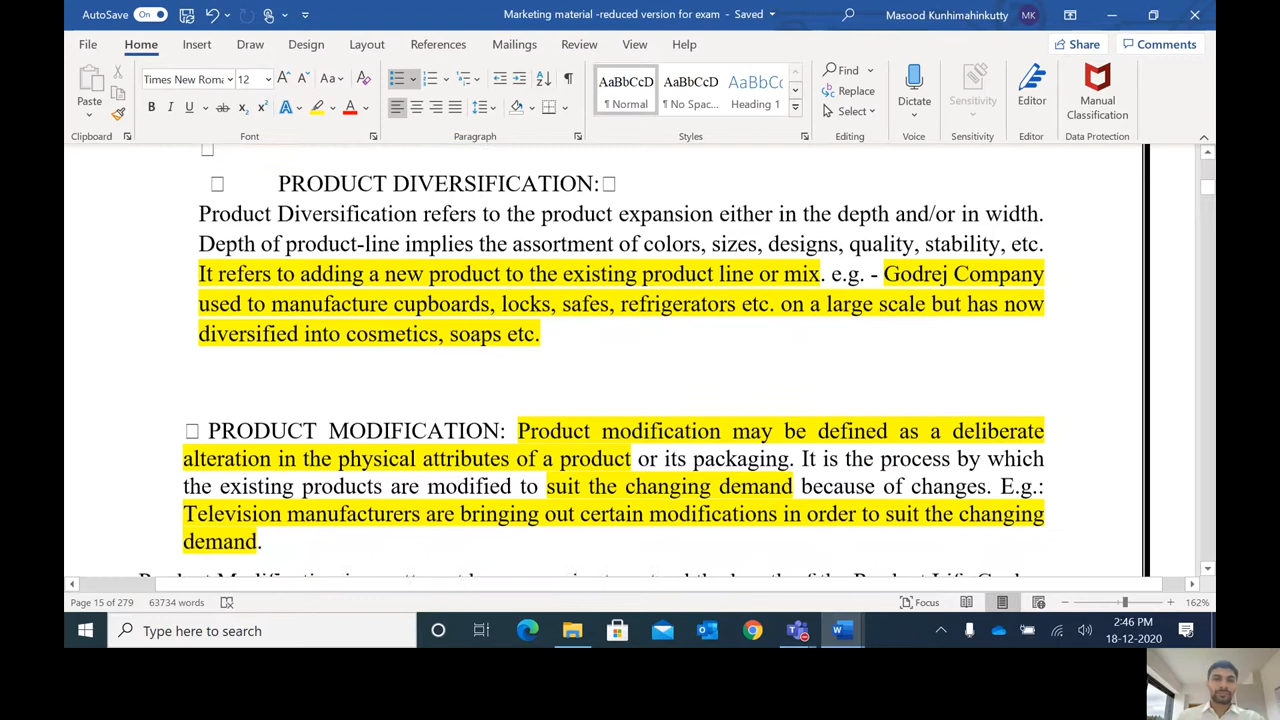 AutoSave On Marketing material -reduced version for exam - Saved Masood Kunhimahinkutty MK
File Home Insert Draw Design Layout References Mailings Review View Help Share Comments
Times New Roma 12 Aa AaBbCcD AaBbCcD AaBbCc Find
Paste B I U ab x₂ x² A A ¶ Normal ¶ No Spac... Heading 1 Replace Select Dictate Sensitivity Editor Manual Classification
Clipboard Font Paragraph Styles Editing Voice Sensitivity Editor Data Protection
PRODUCT DIVERSIFICATION:
Product Diversification refers to the product expansion either in the depth and/or in width.
Depth of product-line implies the assortment of colors, sizes, designs, quality, stability, etc.
It refers to adding a new product to the existing product line or mix. e.g. - Godrej Company
used to manufacture cupboards, locks, safes, refrigerators etc. on a large scale but has now
diversified into cosmetics, soaps etc.
PRODUCT MODIFICATION: Product modification may be defined as a deliberate
alteration in the physical attributes of a product or its packaging. It is the process by which
the existing products are modified to suit the changing demand because of changes. E.g.:
Television manufacturers are bringing out certain modifications in order to suit the changing
demand.
Page 15 of 279 63734 words Focus 162%
Type here to search 2:46 PM
18-12-2020